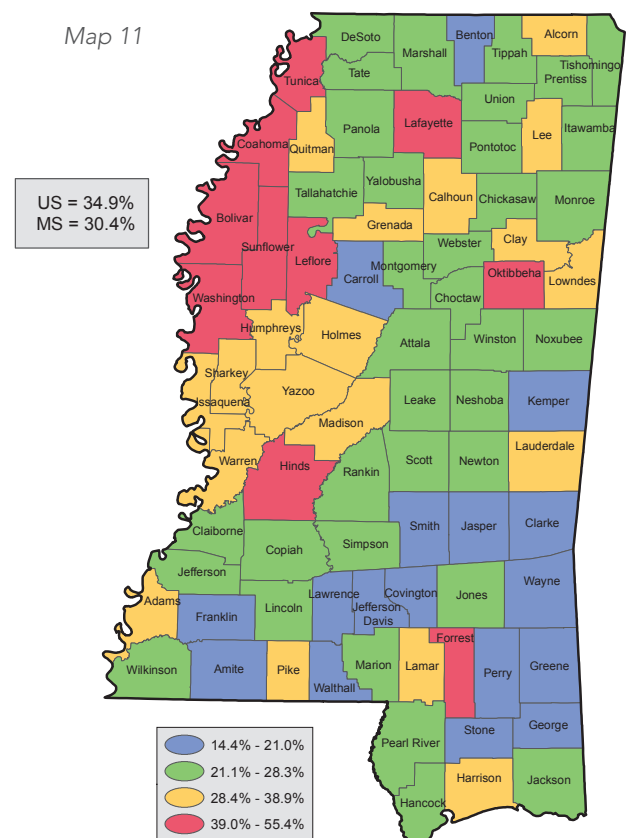 Map 11
US = 34.9%
MS = 30.4%
DeSoto
Marshall
Benton
Tippah
Alcorn
Tishomingo
Prentiss
Tunica
Tate
Union
Panola
Lafayette
Lee
Itawamba
Coahoma
Quitman
Pontotoc
Tallahatchie
Yalobusha
Calhoun
Chickasaw
Monroe
Bolivar
Grenada
Clay
Sunflower
Leflore
Webster
Montgomery
Carroll
Oktibbeha
Lowndes
Washington
Choctaw
Humphreys
Holmes
Attala
Winston
Noxubee
Sharkey
Issaquena
Yazoo
Leake
Neshoba
Kemper
Madison
Warren
Hinds
Rankin
Scott
Newton
Lauderdale
Claiborne
Copiah
Simpson
Smith
Jasper
Clarke
Jefferson
Adams
Franklin
Lincoln
Lawrence
Jefferson
Davis
Covington
Jones
Wayne
Wilkinson
Amite
Pike
Walthall
Marion
Lamar
Forrest
Perry
Greene
Pearl River
Stone
George
Hancock
Harrison
Jackson
14.4% - 21.0%
21.1% - 28.3%
28.4% - 38.9%
39.0% - 55.4%